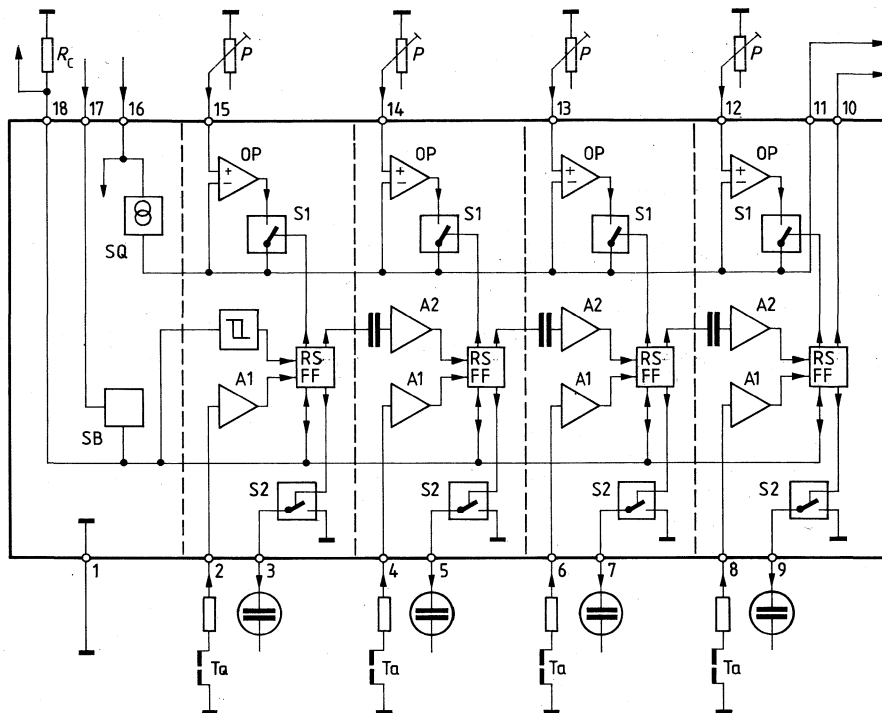 R_c P P P P
18 17 16 15 14 13 12 11 10
OP OP OP OP
+ + + +
− − − −
S1 S1 S1 S1
SQ
A2 A2 A2
RS FF RS FF RS FF RS FF
A1 A1 A1 A1
SB
S2 S2 S2 S2
1 2 3 4 5 6 7 8 9
Ta Ta Ta Ta